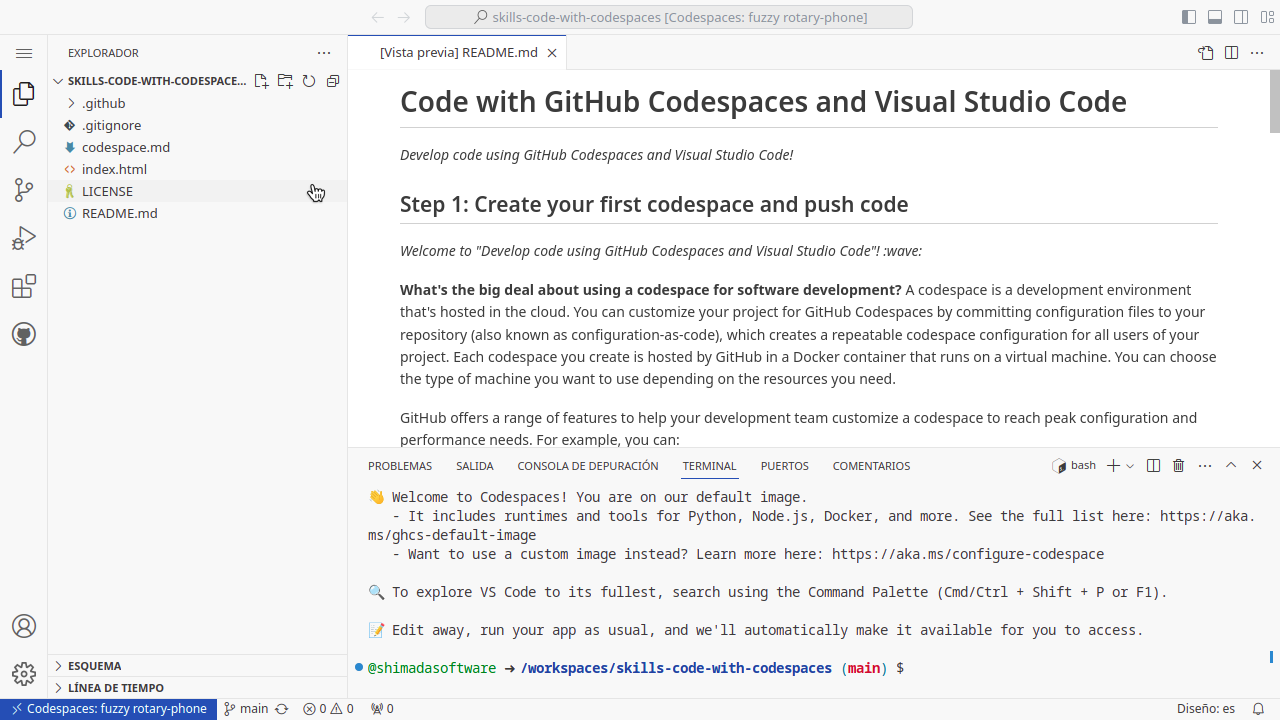 skills-code-with-codespaces [Codespaces: fuzzy rotary-phone]
EXPLORADOR
SKILLS-CODE-WITH-CODESPACE...
.github
.gitignore
codespace.md
index.html
LICENSE
README.md
ESQUEMA
LÍNEA DE TIEMPO
[Vista previa] README.md
Code with GitHub Codespaces and Visual Studio Code
Develop code using GitHub Codespaces and Visual Studio Code!
Step 1: Create your first codespace and push code
Welcome to "Develop code using GitHub Codespaces and Visual Studio Code"! :wave:
What's the big deal about using a codespace for software development? A codespace is a development environment
that's hosted in the cloud. You can customize your project for GitHub Codespaces by committing configuration files to your
repository (also known as configuration-as-code), which creates a repeatable codespace configuration for all users of your
project. Each codespace you create is hosted by GitHub in a Docker container that runs on a virtual machine. You can choose
the type of machine you want to use depending on the resources you need.
GitHub offers a range of features to help your development team customize a codespace to reach peak configuration and
performance needs. For example, you can:
PROBLEMAS SALIDA CONSOLA DE DEPURACIÓN TERMINAL PUERTOS COMENTARIOS bash
👋 Welcome to Codespaces! You are on our default image.
- It includes runtimes and tools for Python, Node.js, Docker, and more. See the full list here: https://aka.
ms/ghcs-default-image
- Want to use a custom image instead? Learn more here: https://aka.ms/configure-codespace
🔍 To explore VS Code to its fullest, search using the Command Palette (Cmd/Ctrl + Shift + P or F1).
📝 Edit away, run your app as usual, and we'll automatically make it available for you to access.
@shimadasoftware ➜ /workspaces/skills-code-with-codespaces (main) $
Codespaces: fuzzy rotary-phone main 0 0 0 Diseño: es